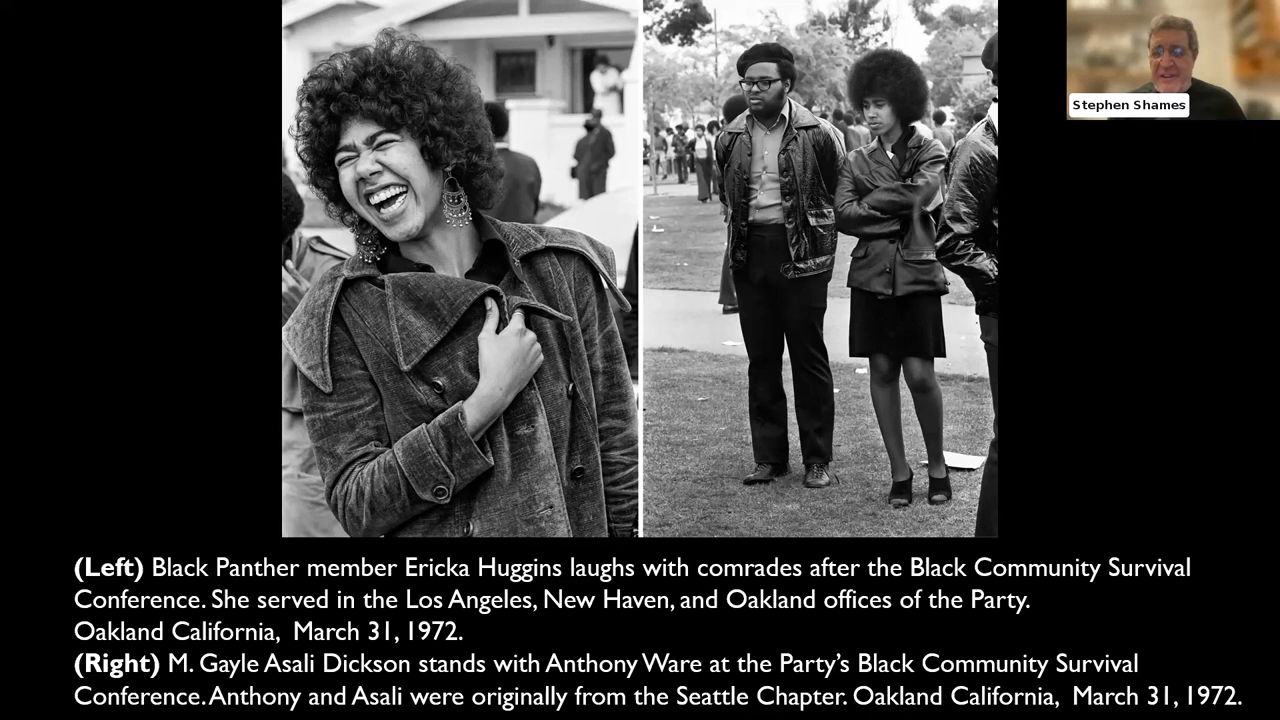 Stephen Shames
(Left) Black Panther member Ericka Huggins laughs with comrades after the Black Community Survival
Conference. She served in the Los Angeles, New Haven, and Oakland offices of the Party.
Oakland California, March 31, 1972.
(Right) M. Gayle Asali Dickson stands with Anthony Ware at the Party’s Black Community Survival
Conference. Anthony and Asali were originally from the Seattle Chapter. Oakland California, March 31, 1972.